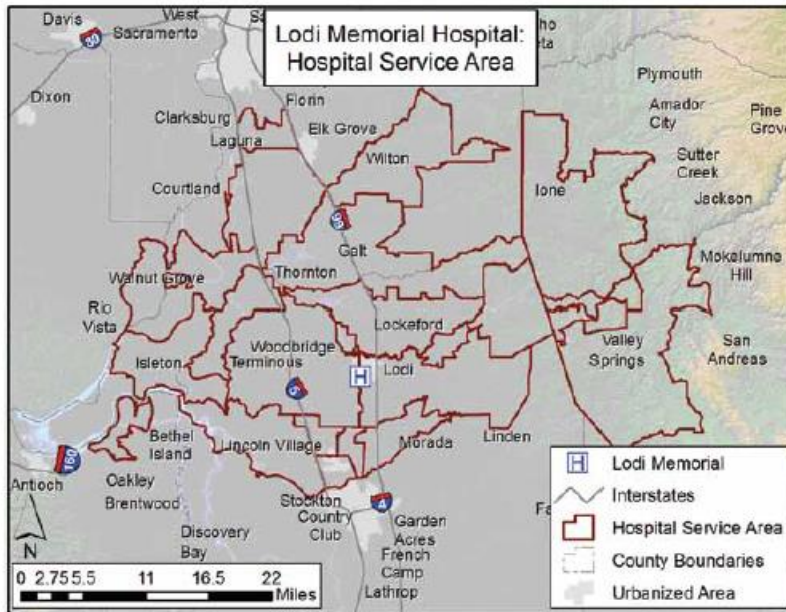 Davis
West
Sacramento
80
Lodi Memorial Hospital:
Hospital Service Area
Plymouth
Dixon
Florin
Amador
City
Pine
Grove
Clarksburg
Elk Grove
Laguna
Wilton
Sutter
Creek
Courtland
Ione
Jackson
Galt
Mokelumne
Hill
Walnut Grove
Thornton
Rio
Vista
Lockeford
Woodbridge
Valley
Springs
San
Andreas
Isleton
Terminous
Lodi
H
5
Bethel
Island
Lincoln Village
Morada
Linden
160
Antioch
Oakley
Brentwood
Stockton
Country
Club
4
Garden
Acres
Discovery
Bay
French
Camp
Lathrop
N
0 2.75 5.5 11 16.5 22
Miles
H Lodi Memorial
Interstates
Hospital Service Area
County Boundaries
Urbanized Area